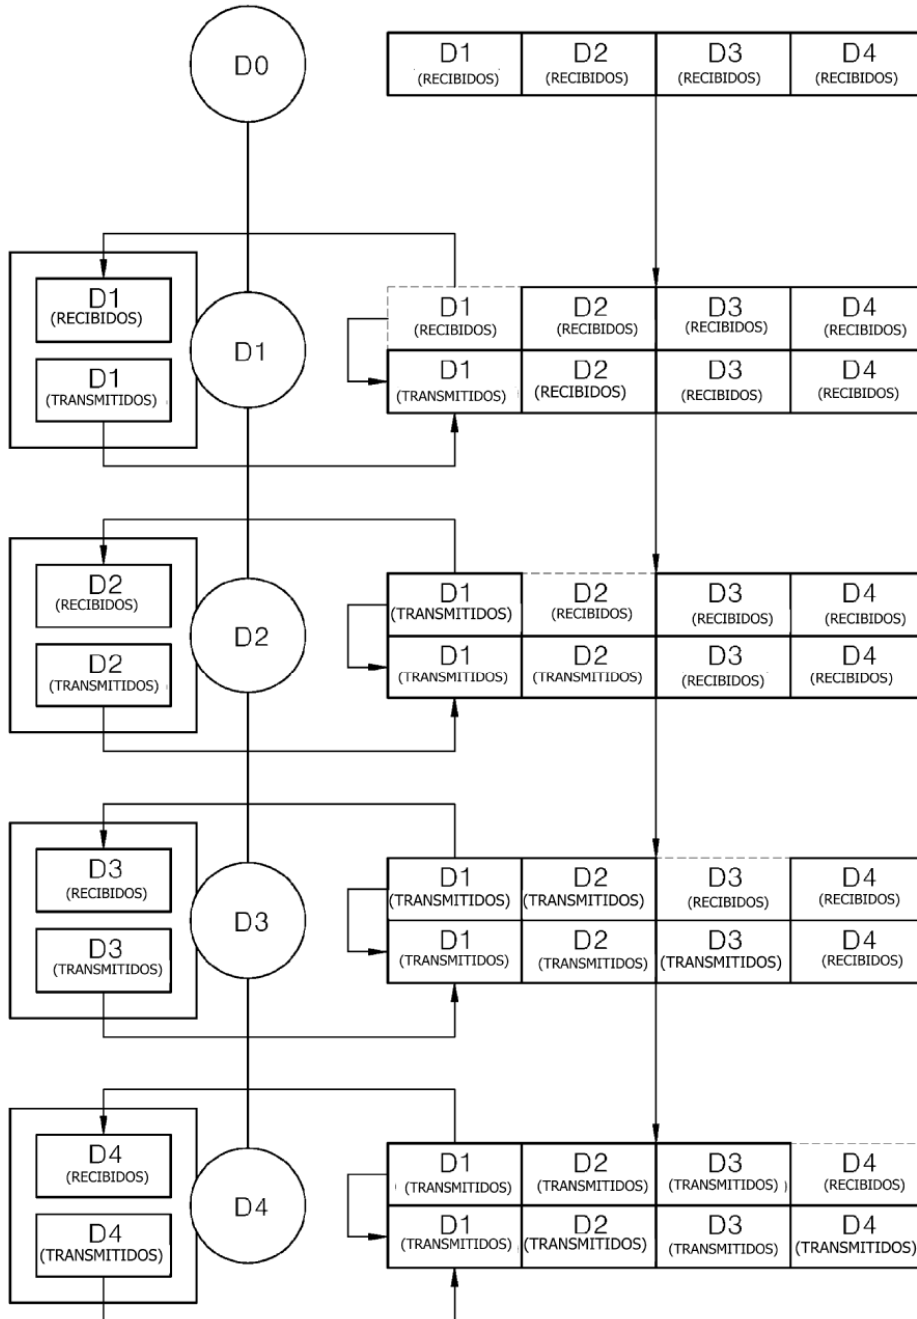 D0
D1 D2 D3 D4
(RECIBIDOS) (RECIBIDOS) (RECIBIDOS) (RECIBIDOS)
D1
(RECIBIDOS)
D1
(TRANSMITIDOS)
D1
D1 D2 D3 D4
(RECIBIDOS) (RECIBIDOS) (RECIBIDOS) (RECIBIDOS)
D1 D2 D3 D4
(TRANSMITIDOS) (RECIBIDOS) (RECIBIDOS) (RECIBIDOS)
D2
(RECIBIDOS)
D2
(TRANSMITIDOS)
D2
D1 D2 D3 D4
(TRANSMITIDOS) (RECIBIDOS) (RECIBIDOS) (RECIBIDOS)
D1 D2 D3 D4
(TRANSMITIDOS) (TRANSMITIDOS) (RECIBIDOS) (RECIBIDOS)
D3
(RECIBIDOS)
D3
(TRANSMITIDOS)
D3
D1 D2 D3 D4
(TRANSMITIDOS) (TRANSMITIDOS) (RECIBIDOS) (RECIBIDOS)
D1 D2 D3 D4
(TRANSMITIDOS) (TRANSMITIDOS) (TRANSMITIDOS) (RECIBIDOS)
D4
(RECIBIDOS)
D4
(TRANSMITIDOS)
D4
D1 D2 D3 D4
(TRANSMITIDOS) (TRANSMITIDOS) (TRANSMITIDOS) (RECIBIDOS)
D1 D2 D3 D4
(TRANSMITIDOS) (TRANSMITIDOS) (TRANSMITIDOS) (TRANSMITIDOS)